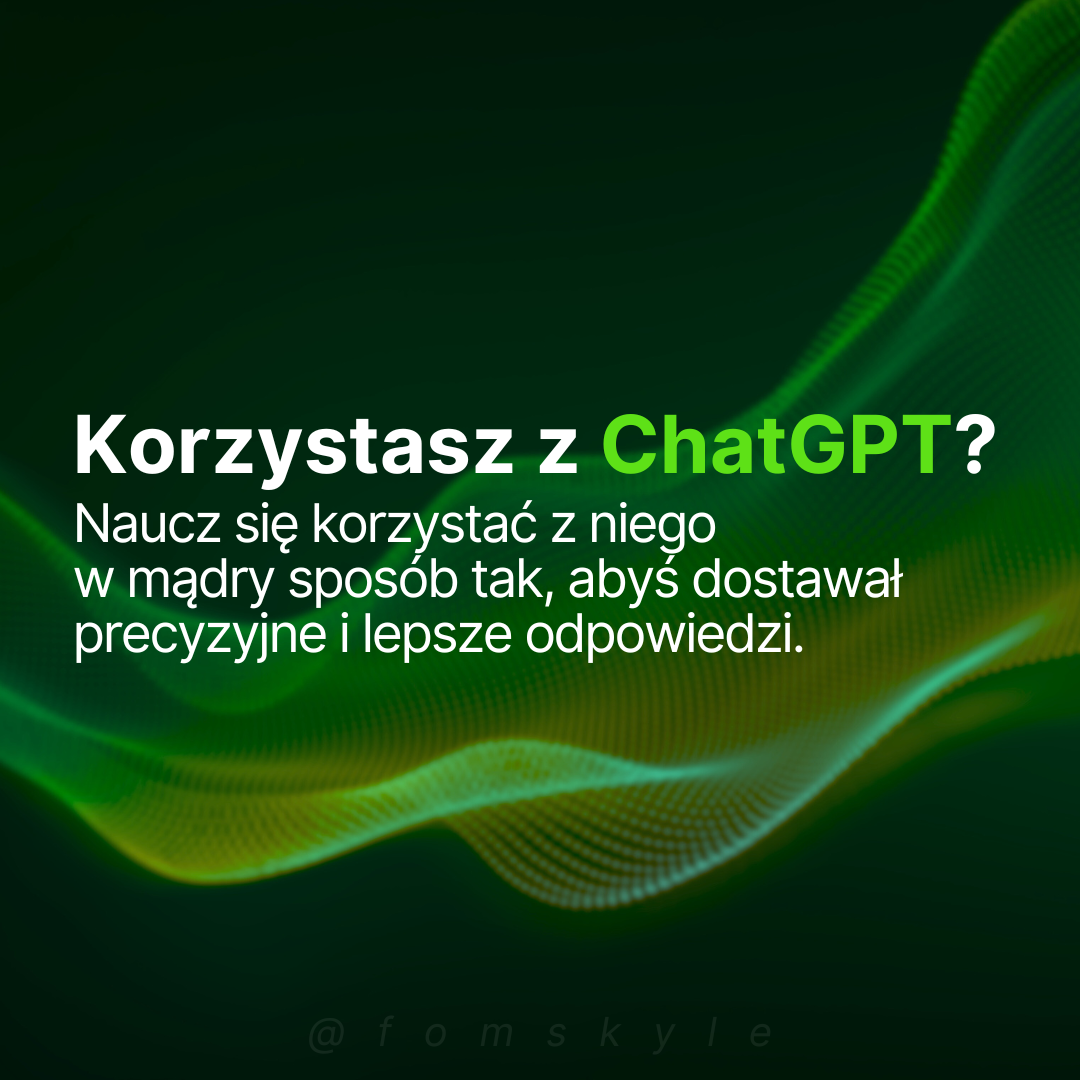 Korzystasz z ChatGPT?
Naucz się korzystać z niego
w mądry sposób tak, abyś dostawał
precyzyjne i lepsze odpowiedzi.
@fomskyle